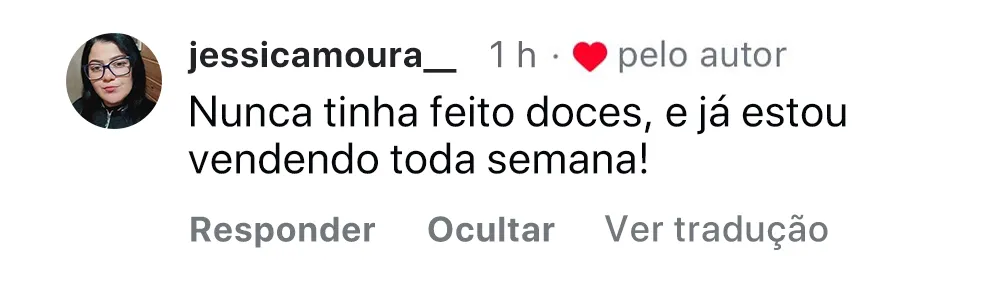 jessicamoura__ 1 h · ❤ pelo autor
Nunca tinha feito doces, e já estou
vendendo toda semana!
Responder Ocultar Ver tradução